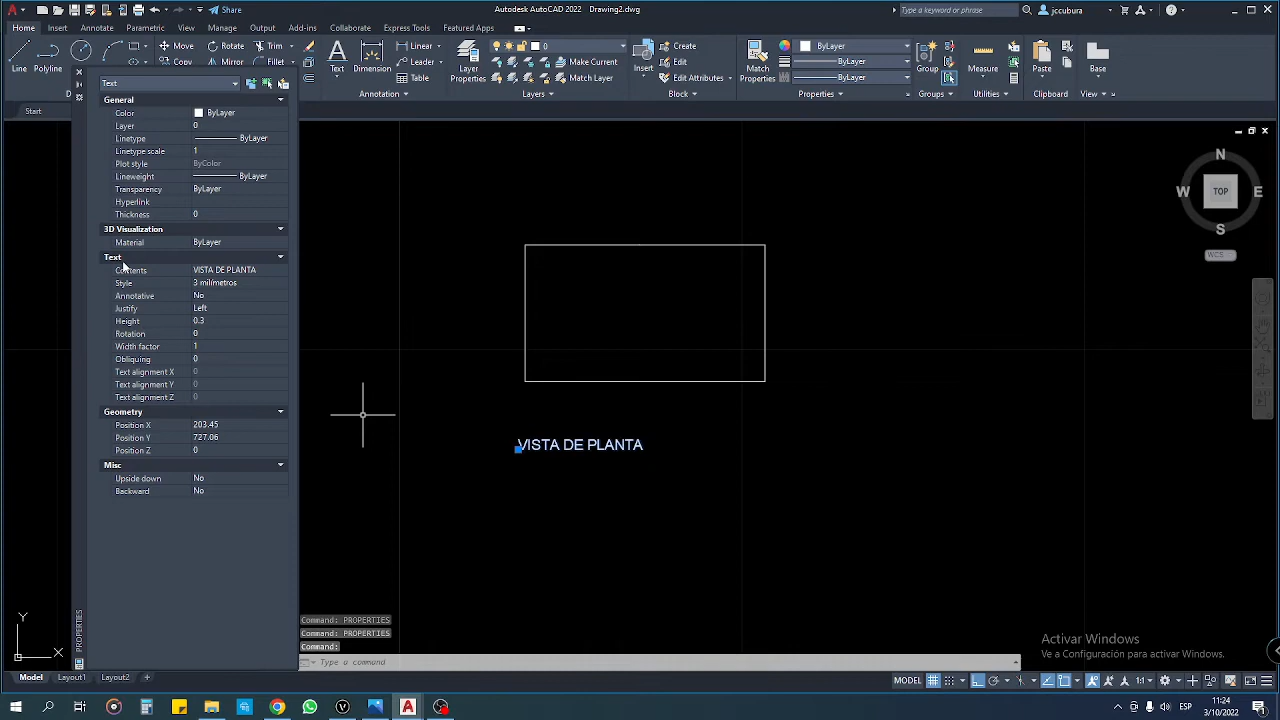 Share
Autodesk AutoCAD 2022 Drawing2.dwg
Type a keyword or phrase
jccubura
Home Insert Annotate Parametric View Manage Output Add-ins Collaborate Express Tools Featured Apps
Line
Polyline
Move
Rotate
Trim
Text
Dimension
Linear
Leader
Table
Annotation
Layer
Properties
0
Make Current
Match Layer
Layers
Insert
Create
Edit
Edit Attributes
Block
Match
Properties
ByLayer
ByLayer
ByLayer
Properties
Group
Groups
Measure
Utilities
Paste
Clipboard
Base
View
Start
Text
General
Color ByLayer
Layer 0
Linetype ByLayer
Linetype scale 1
Plot style ByColor
Lineweight ByLayer
Transparency ByLayer
Hyperlink
Thickness 0
3D Visualization
Material ByLayer
Text
Contents VISTA DE PLANTA
Style 3 milímetros
Annotative No
Justify Left
Height 0.3
Rotation 0
Width factor 1
Obliquing 0
Text alignment X 0
Text alignment Y 0
Text alignment Z 0
Geometry
Position X 203.45
Position Y 727.06
Position Z 0
Misc
Upside down No
Backward No
PROPERTIES
N
W TOP E
S
WCS
VISTA DE PLANTA
Y
X
Command: PROPERTIES
Command: PROPERTIES
Command:
Type a command
Activar Windows
Ve a Configuración para activar Windows.
Model Layout1 Layout2 +
MODEL
ESP
11:24
3/10/2022